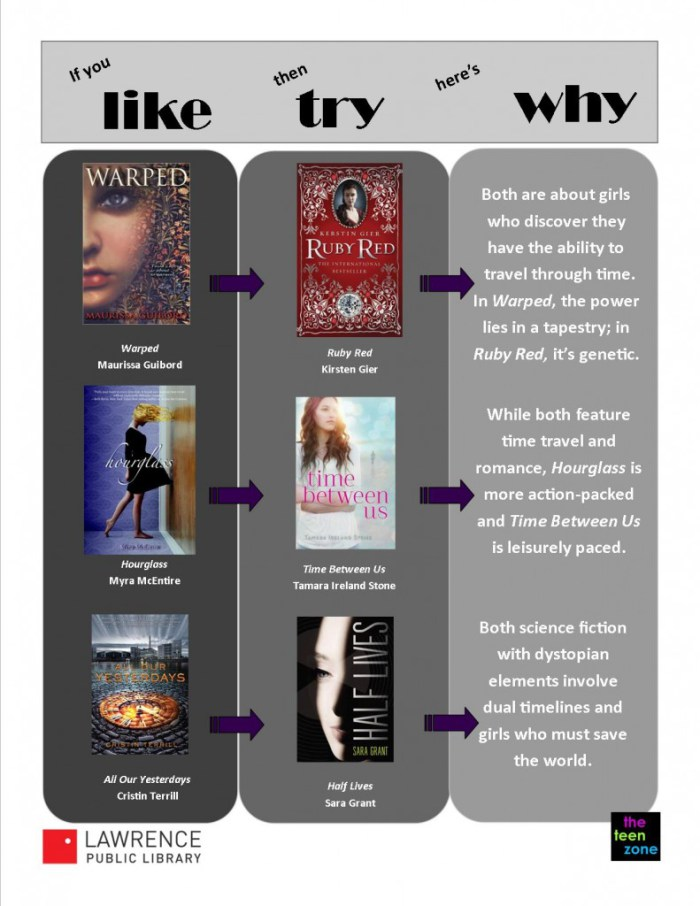 If you
like
then
try
here's
why
WARPED
MAURISSA GUIBORD
Warped
Maurissa Guibord
KERSTIN GIER
RUBY RED
THE INTERNATIONAL
BESTSELLER
Ruby Red
Kirsten Gier
Both are about girls
who discover they
have the ability to
travel through time.
In Warped, the power
lies in a tapestry; in
Ruby Red, it's genetic.
hourglass
Myra McEntire
Hourglass
Myra McEntire
time
between
us
TAMARA IRELAND STONE
Time Between Us
Tamara Ireland Stone
While both feature
time travel and
romance, Hourglass is
more action-packed
and Time Between Us
is leisurely paced.
ALL OUR
YESTERDAYS
CRISTIN TERRILL
All Our Yesterdays
Cristin Terrill
HALF LIVES
SARA GRANT
Half Lives
Sara Grant
Both science fiction
with dystopian
elements involve
dual timelines and
girls who must save
the world.
LAWRENCE
PUBLIC LIBRARY
the
teen
zone